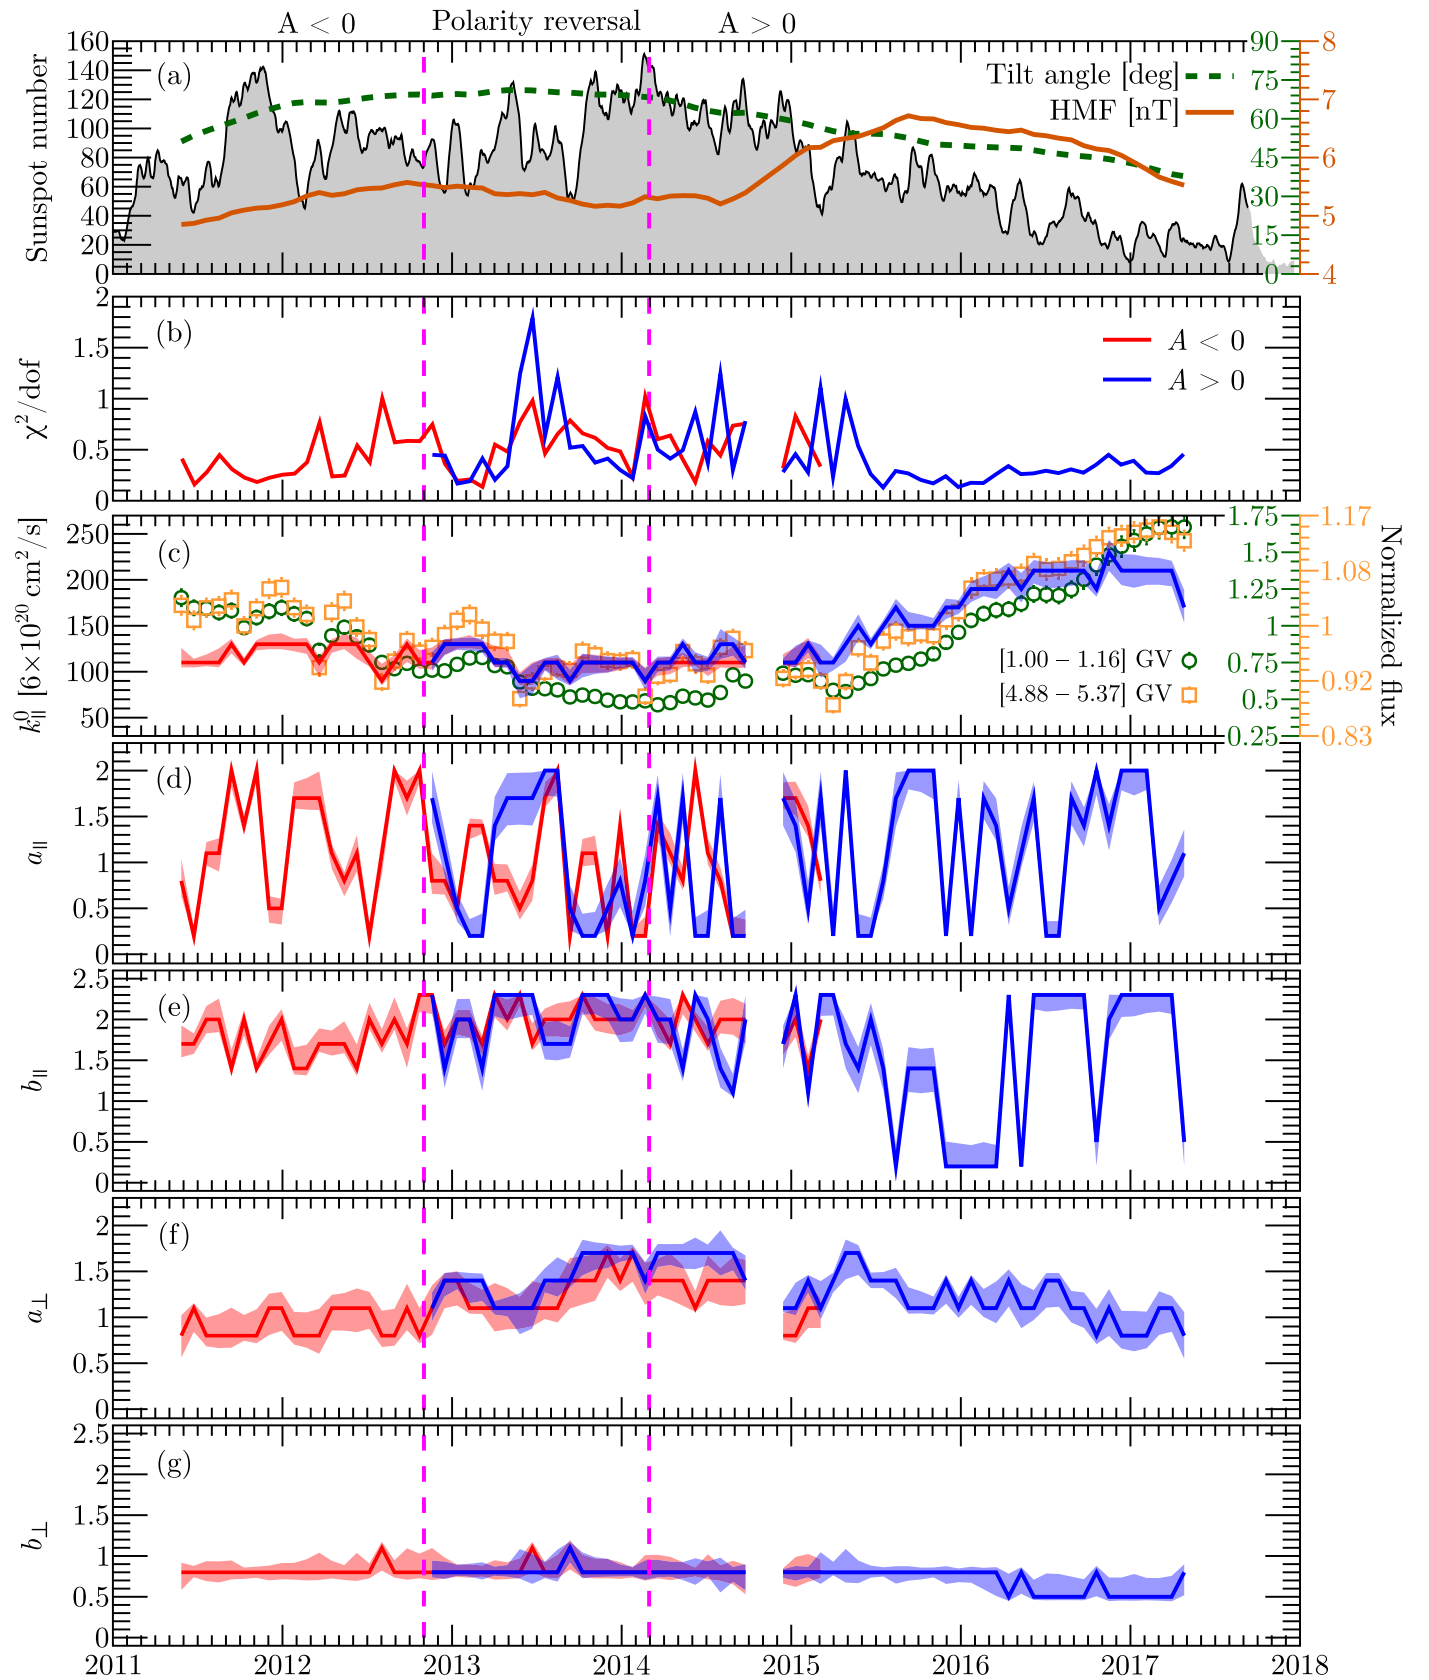 A < 0 Polarity reversal A > 0
(a)
Sunspot number
160
140
120
100
80
60
40
20
0
Tilt angle [deg]
HMF [nT]
90
75
60
45
30
15
0
8
7
6
5
4
(b)
χ²/dof
2
1.5
1
0.5
0
A < 0
A > 0
(c)
k⁰∥ [6×10²⁰ cm²/s]
250
200
150
100
50
[1.00 – 1.16] GV
[4.88 – 5.37] GV
1.75
1.5
1.25
1
0.75
0.5
0.25
1.17
1.08
1
0.92
0.83
Normalized flux
(d)
a∥
2
1.5
1
0.5
0
(e)
b∥
2.5
2
1.5
1
0.5
0
(f)
a⊥
2
1.5
1
0.5
0
(g)
b⊥
2.5
2
1.5
1
0.5
0
2011 2012 2013 2014 2015 2016 2017 2018